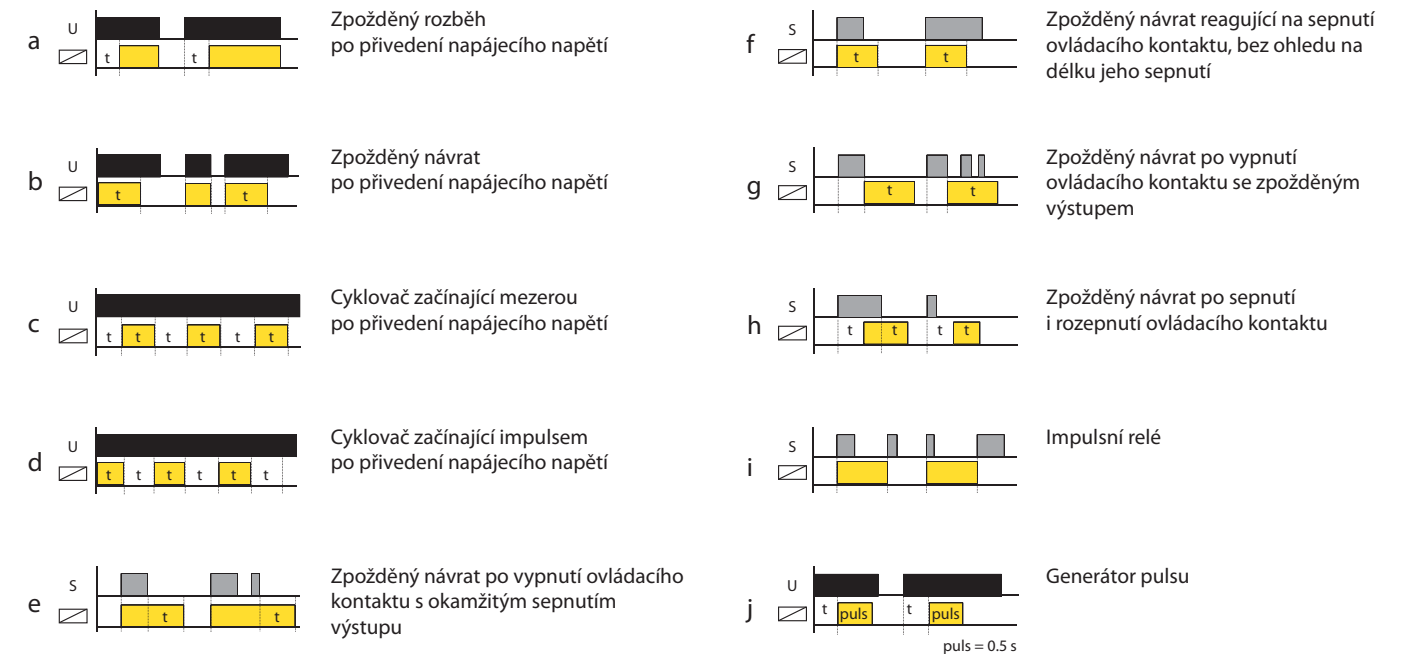 a
U
t
t
Zpožděný rozběh
po přivedení napájecího napětí
b
U
t
t
Zpožděný návrat
po přivedení napájecího napětí
c
U
t t t t t t
Cyklovač začínající mezerou
po přivedení napájecího napětí
d
U
t t t t t t
Cyklovač začínající impulsem
po přivedení napájecího napětí
e
S
t
t
Zpožděný návrat po vypnutí ovládacího
kontaktu s okamžitým sepnutím
výstupu
f
S
t
t
Zpožděný návrat reagující na sepnutí
ovládacího kontaktu, bez ohledu na
délku jeho sepnutí
g
S
t
t
Zpožděný návrat po vypnutí
ovládacího kontaktu se zpožděným
výstupem
h
S
t t t t
Zpožděný návrat po sepnutí
i rozepnutí ovládacího kontaktu
i
S
Impulsní relé
j
U
t puls t puls
puls = 0.5 s
Generátor pulsu